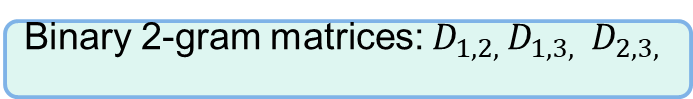 Binary 2-gram matrices: D₁,₂, D₁,₃, D₂,₃,